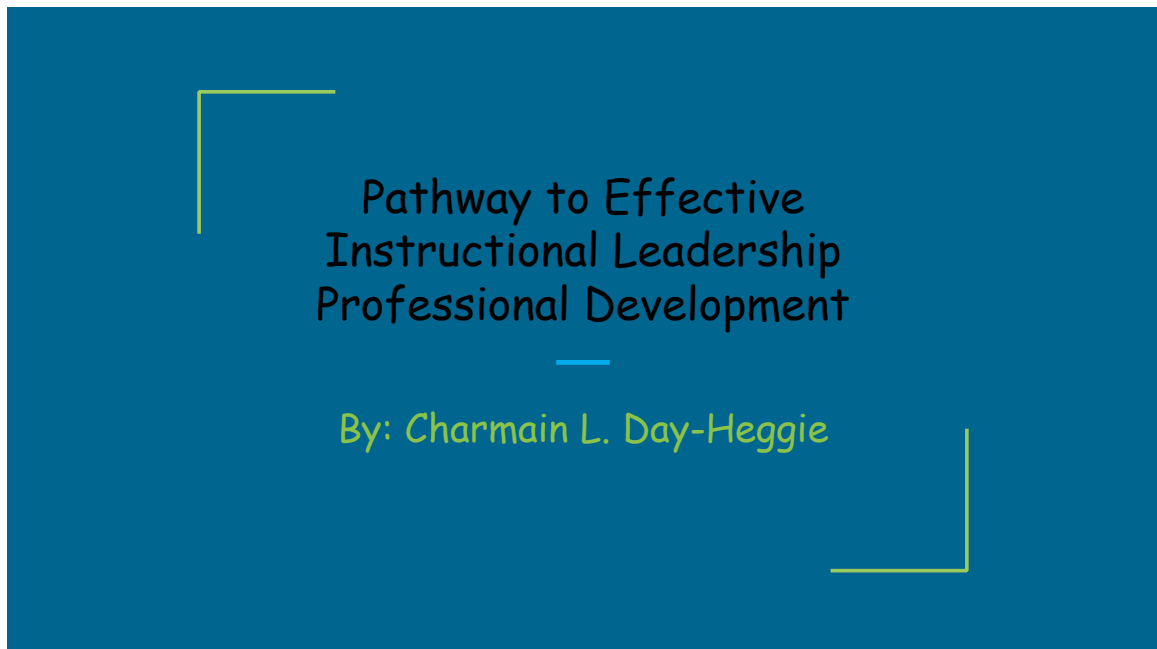 Pathway to Effective
Instructional Leadership
Professional Development
By: Charmain L. Day-Heggie